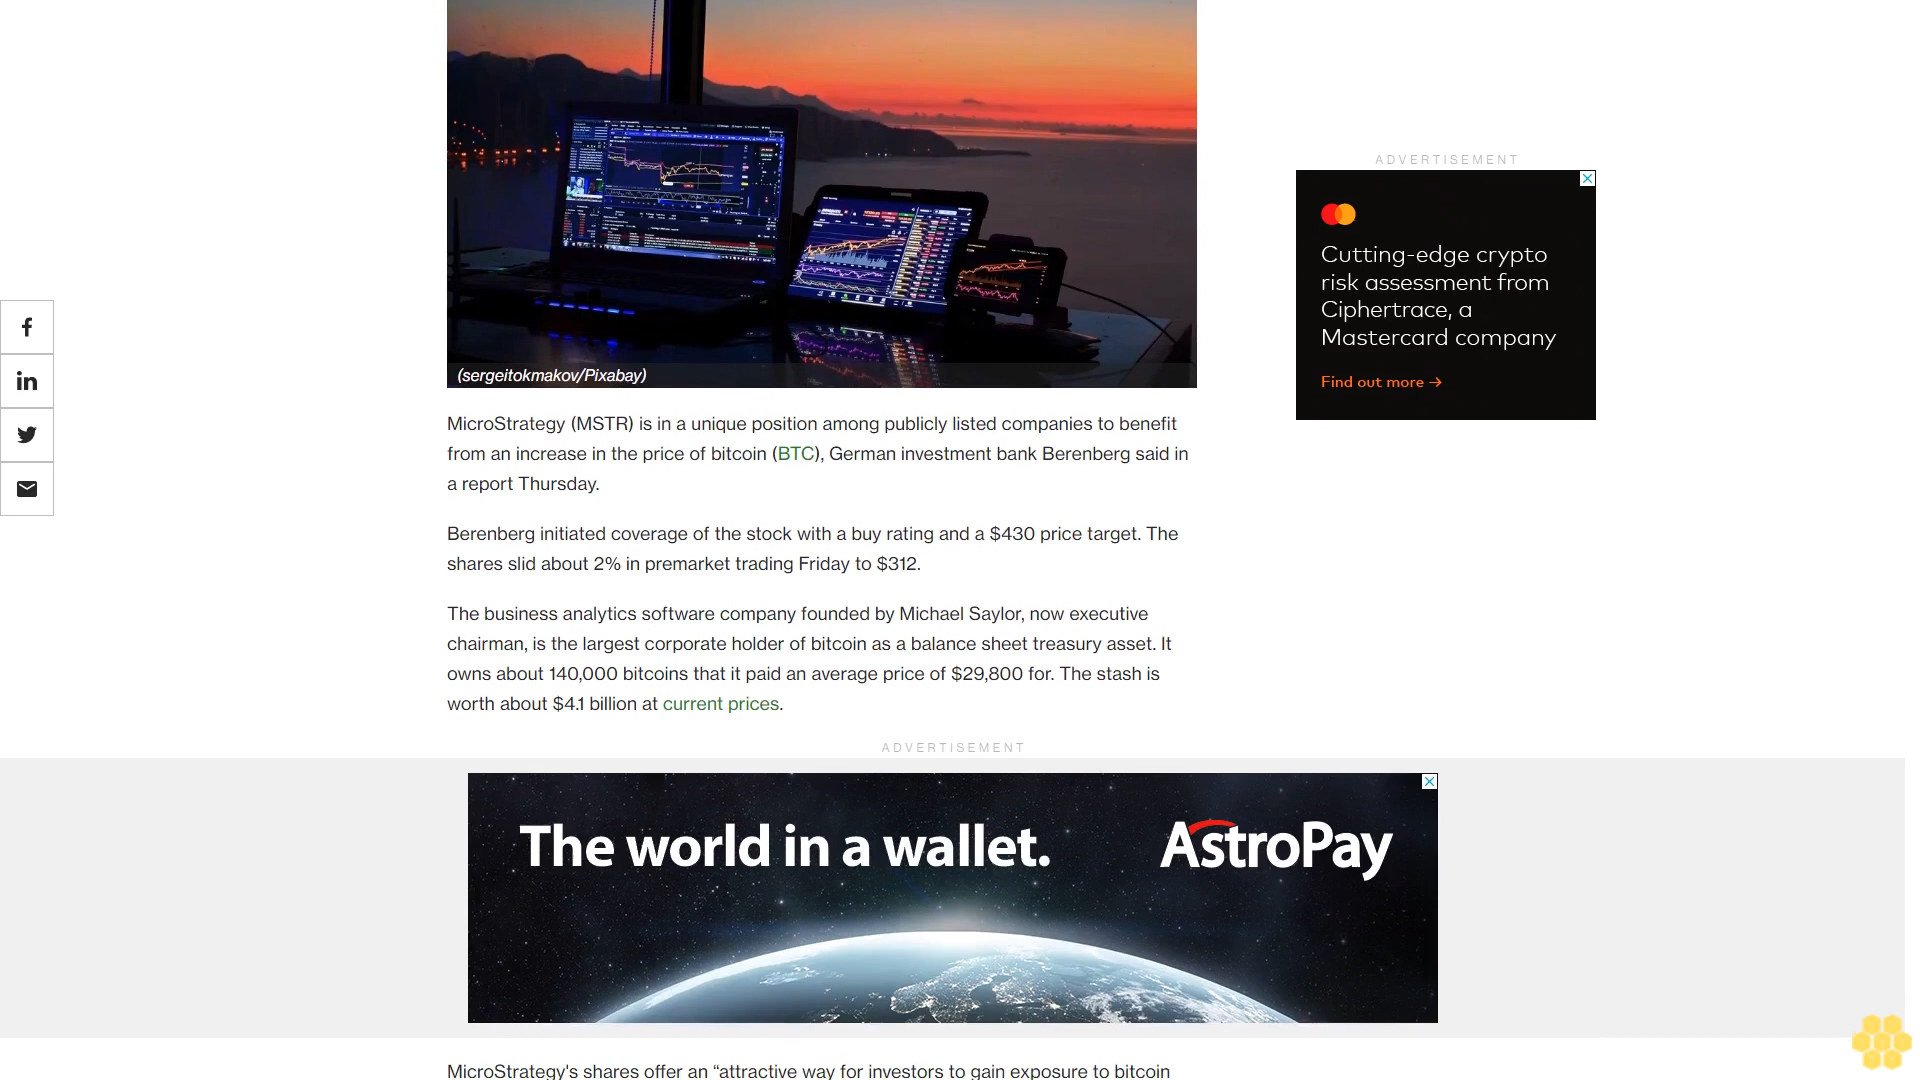 (sergeitokmakov/Pixabay)
MicroStrategy (MSTR) is in a unique position among publicly listed companies to benefit
from an increase in the price of bitcoin (BTC), German investment bank Berenberg said in
a report Thursday.
Berenberg initiated coverage of the stock with a buy rating and a $430 price target. The
shares slid about 2% in premarket trading Friday to $312.
The business analytics software company founded by Michael Saylor, now executive
chairman, is the largest corporate holder of bitcoin as a balance sheet treasury asset. It
owns about 140,000 bitcoins that it paid an average price of $29,800 for. The stash is
worth about $4.1 billion at current prices.
ADVERTISEMENT
Cutting-edge crypto
risk assessment from
Ciphertrace, a
Mastercard company
Find out more →
ADVERTISEMENT
The world in a wallet.
AstroPay
MicroStrategy's shares offer an “attractive way for investors to gain exposure to bitcoin